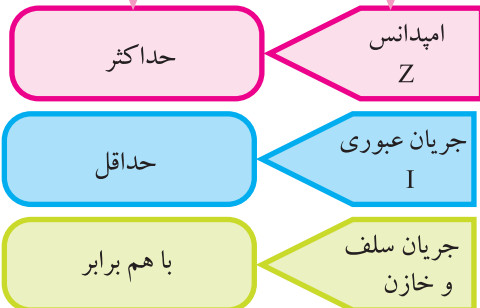 امپدانس
Z
حداکثر
جریان عبوری
I
حداقل
جریان سلف
و خازن
با هم برابر